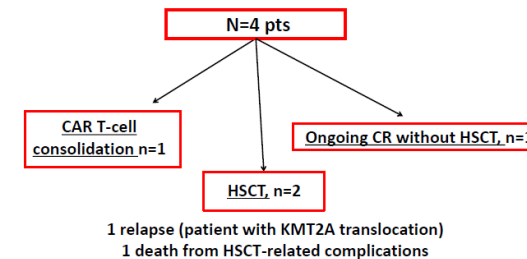 N=4 pts
CAR T-cell
consolidation n=1
Ongoing CR without HSCT, n=1
HSCT, n=2
1 relapse (patient with KMT2A translocation)
1 death from HSCT-related complications